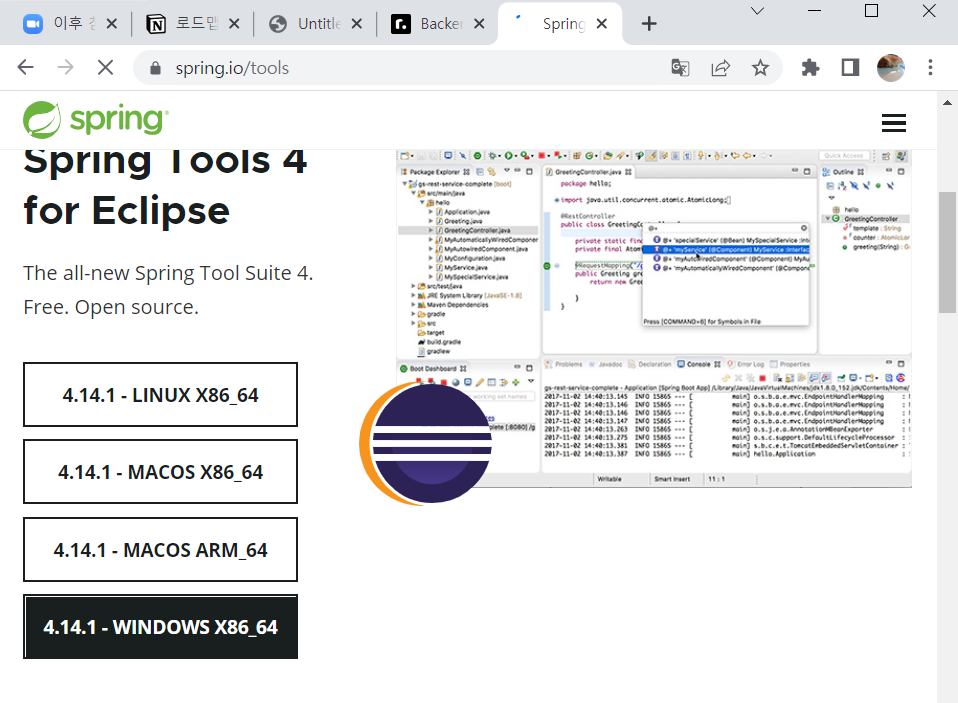 이후
로드맵
Untitle
Backer
Spring
spring.io/tools
spring
Spring Tools 4
for Eclipse
The all-new Spring Tool Suite 4.
Free. Open source.
4.14.1 - LINUX X86_64
4.14.1 - MACOS X86_64
4.14.1 - MACOS ARM_64
4.14.1 - WINDOWS X86_64
Quick Access
Package Explorer
gs-rest-service-complete [boot]
src/main/java
hello
Application.java
Greeting.java
GreetingController.java
MyAutomaticallyWiredComponen
MyAutowiredComponent.java
MyConfiguration.java
MyService.java
MySpecialService.java
src/test/java
JRE System Library [JavaSE-1.8]
Maven Dependencies
gradle
src
target
build.gradle
gradlew
Boot Dashboard
GreetingController.java
package hello;
import java.util.concurrent.atomic.AtomicLong;
@RestController
public class GreetingController
private static fin
private final Atom
@RequestMapping("/
public Greeting gre
return new Gre
}
}
@+
@+ 'specialService' (@Bean) MySpecialService :Int
@+ 'myService' (@Component) MyService :Interfac
@+ 'myAutowiredComponent' (@Component) MyAu
@+ 'myAutomaticallyWiredComponent' (@Compon
Press [COMMAND+6] for Symbols in File
Outline
hello
GreetingController
template : String
counter : AtomicLon
greeting(String) : G
Problems
Javadoc
Declaration
Console
Error Log
Properties
gs-rest-service-complete - Application [Spring Boot App] /Library/Java/JavaVirtualMachines/jdk1.8.0_152.jdk/Contents/Home/
2017-11-02 14:40:13.145 INFO 15865 --- [ main] o.s.b.a.e.mvc.EndpointHandlerMapping :
2017-11-02 14:40:13.146 INFO 15865 --- [ main] o.s.b.a.e.mvc.EndpointHandlerMapping :
2017-11-02 14:40:13.146 INFO 15865 --- [ main] o.s.b.a.e.mvc.EndpointHandlerMapping :
2017-11-02 14:40:13.147 INFO 15865 --- [ main] o.s.b.a.e.mvc.EndpointHandlerMapping :
2017-11-02 14:40:13.263 INFO 15865 --- [ main] o.s.j.e.a.AnnotationMBeanExporter :
2017-11-02 14:40:13.275 INFO 15865 --- [ main] o.s.c.support.DefaultLifecycleProcessor :
2017-11-02 14:40:13.381 INFO 15865 --- [ main] s.b.c.e.t.TomcatEmbeddedServletContainer :
2017-11-02 14:40:13.387 INFO 15865 --- [ main] hello.Application :
Writable
Smart Insert
11 : 1